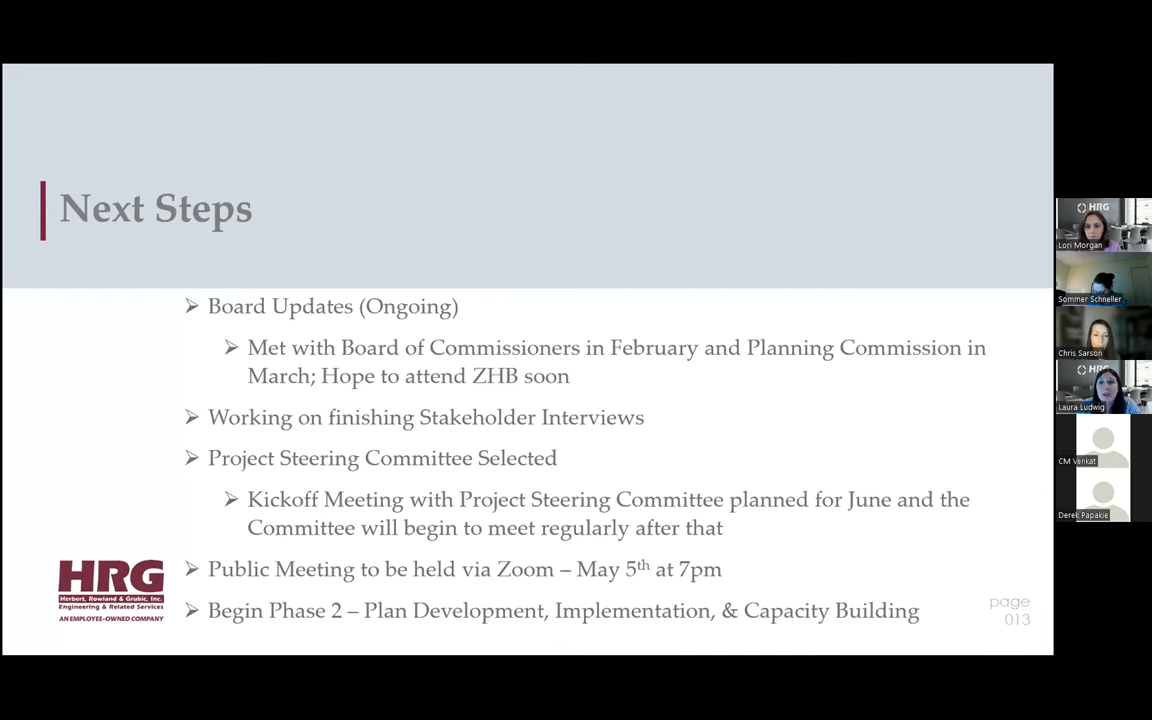 Next Steps
➢ Board Updates (Ongoing)
➢ Met with Board of Commissioners in February and Planning Commission in
March; Hope to attend ZHB soon
➢ Working on finishing Stakeholder Interviews
➢ Project Steering Committee Selected
➢ Kickoff Meeting with Project Steering Committee planned for June and the
Committee will begin to meet regularly after that
➢ Public Meeting to be held via Zoom – May 5th at 7pm
➢ Begin Phase 2 – Plan Development, Implementation, & Capacity Building
HRG
Herbert, Rowland & Grubic, Inc.
Engineering & Related Services
AN EMPLOYEE-OWNED COMPANY
page
013
HRG
Lori Morgan
Sommer Schneller
Chris Sarson
HRG
Laura Ludwig
CM Venkat
Derek Papakie